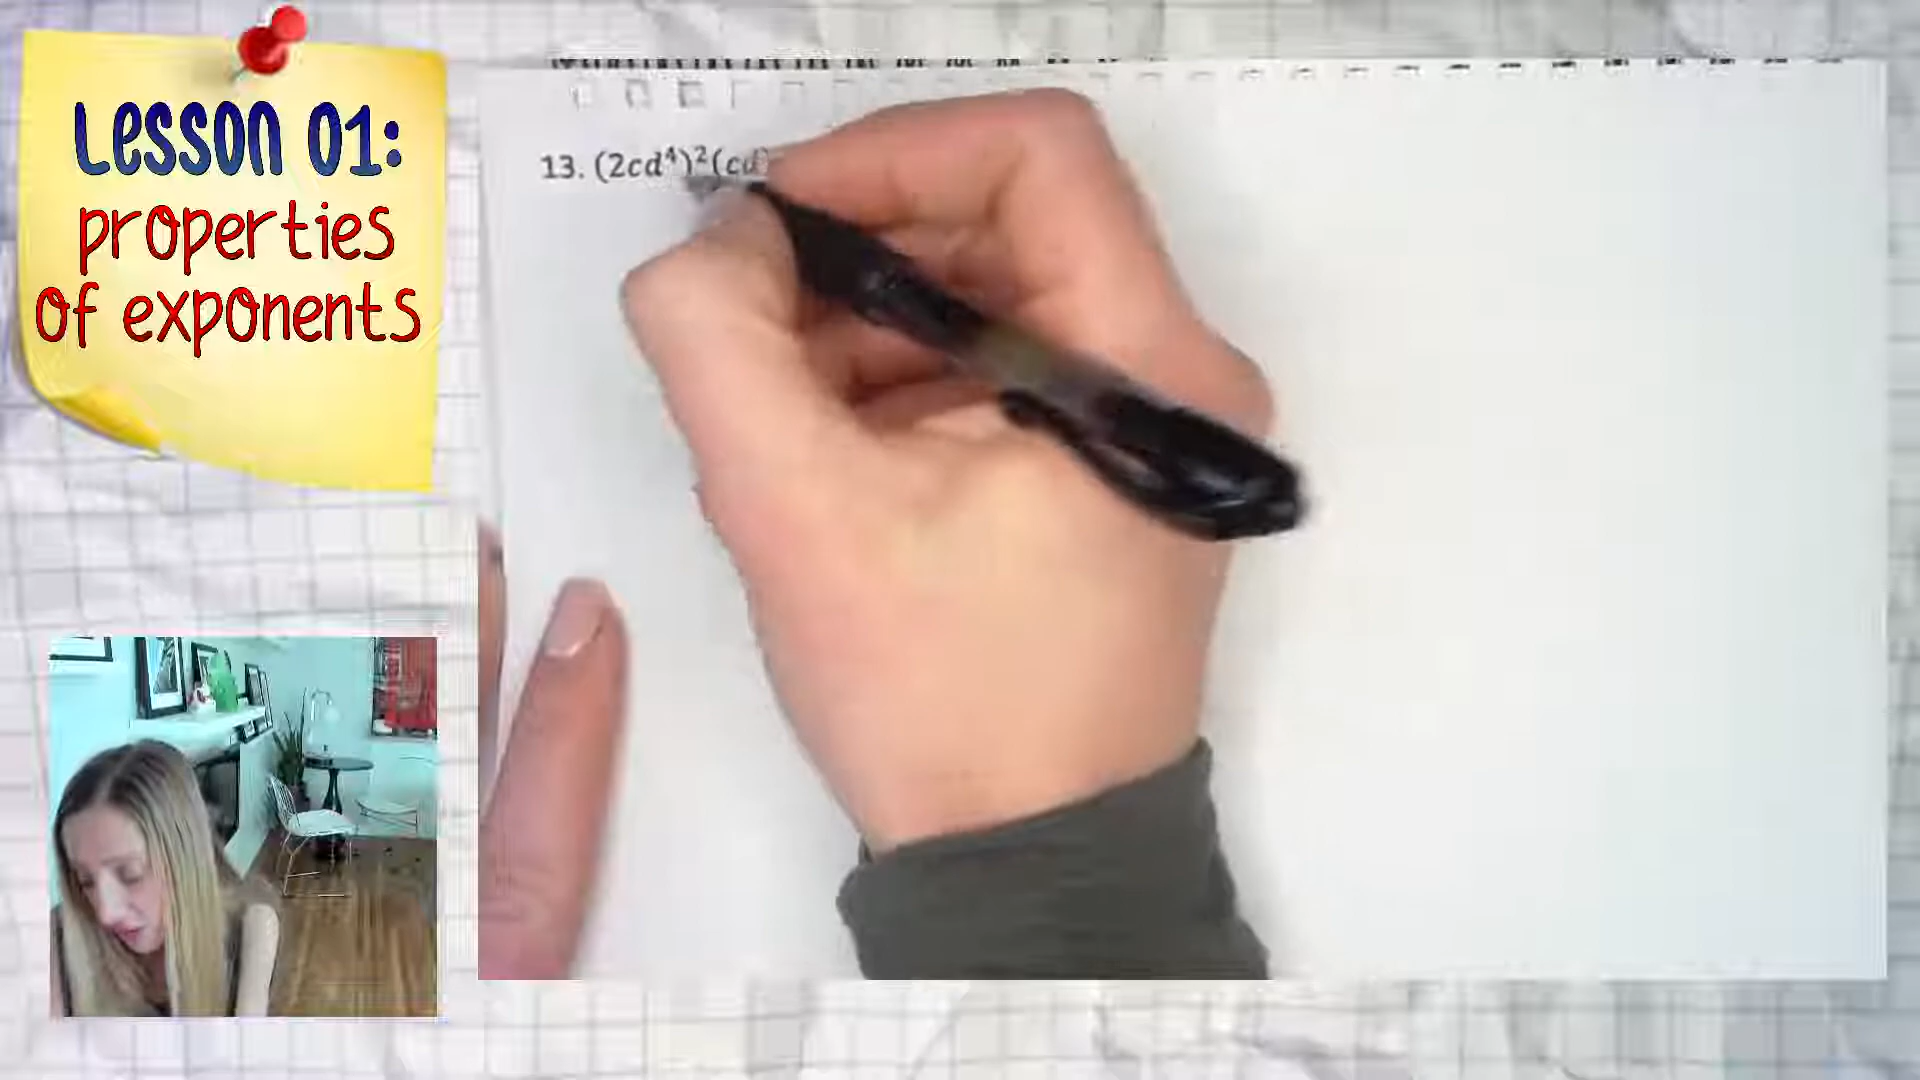 Lesson 01:
properties
of exponents
13. (2cd⁴)²(cd)